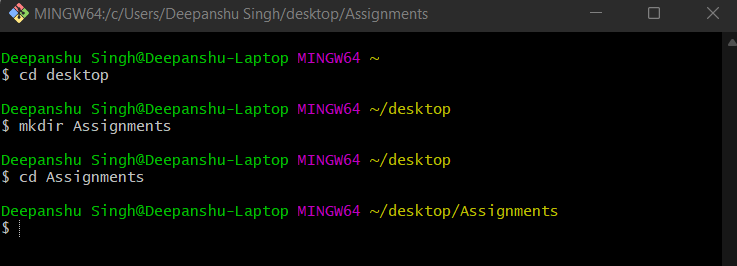 MINGW64:/c/Users/Deepanshu Singh/desktop/Assignments
Deepanshu Singh@Deepanshu-Laptop MINGW64 ~
$ cd desktop
Deepanshu Singh@Deepanshu-Laptop MINGW64 ~/desktop
$ mkdir Assignments
Deepanshu Singh@Deepanshu-Laptop MINGW64 ~/desktop
$ cd Assignments
Deepanshu Singh@Deepanshu-Laptop MINGW64 ~/desktop/Assignments
$